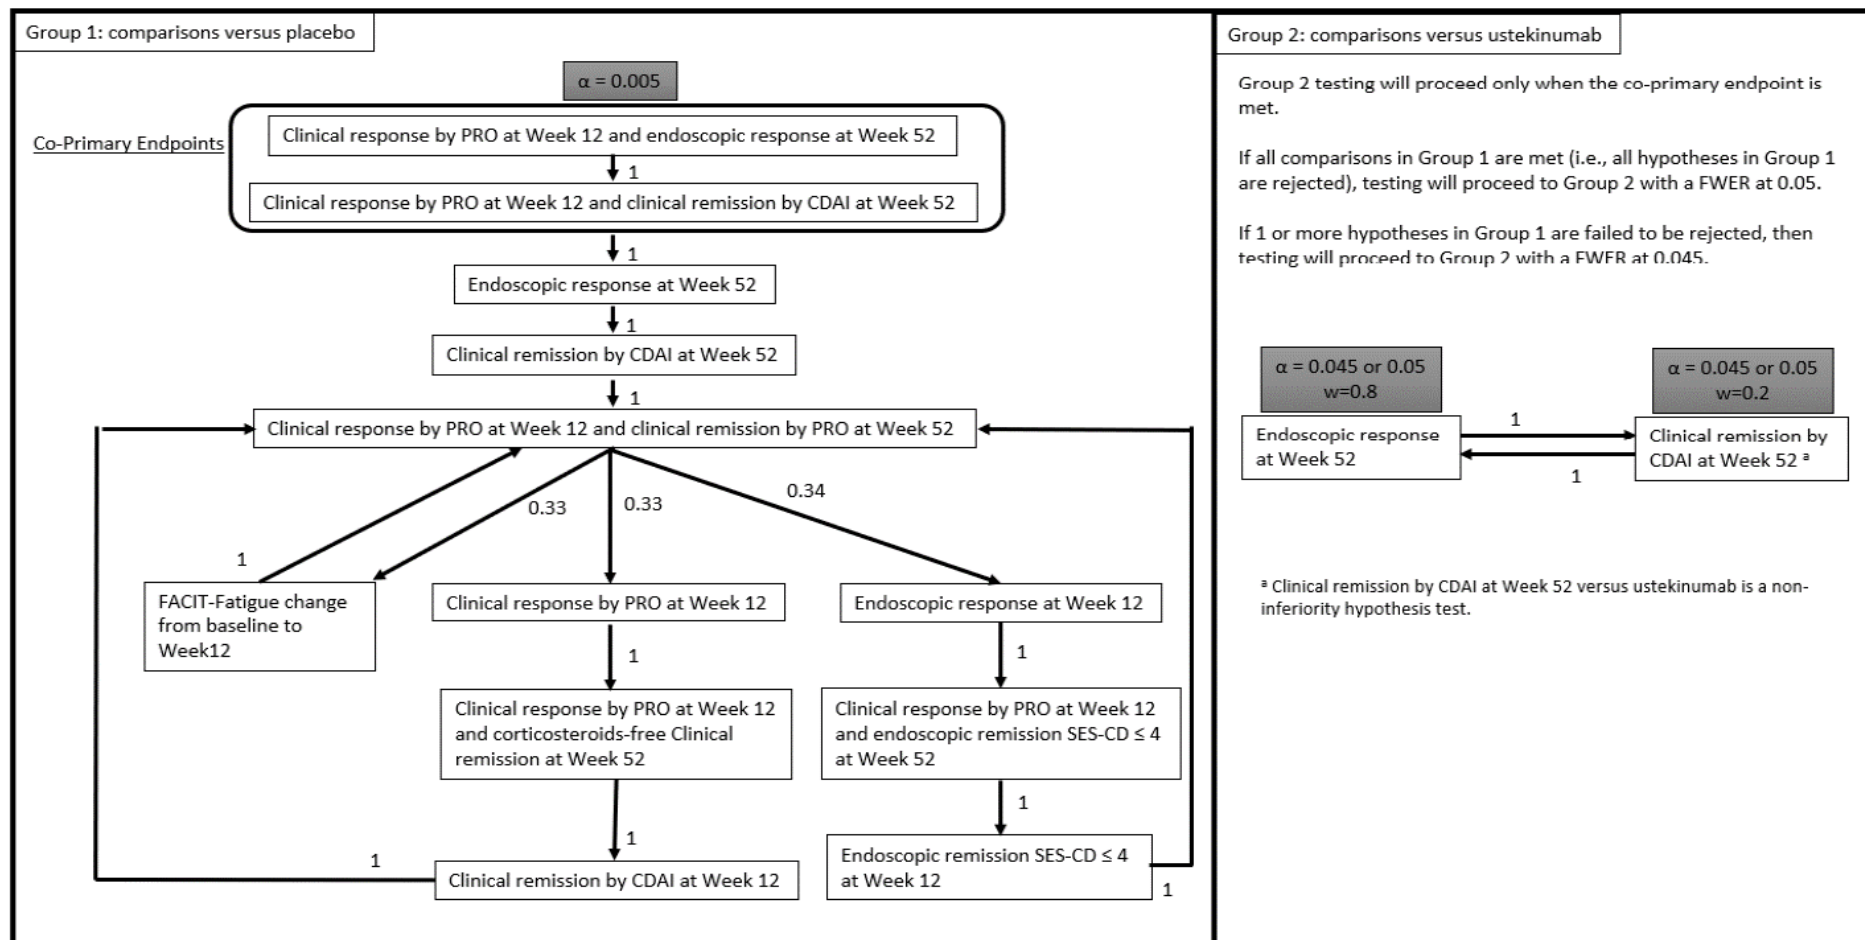 Group 1: comparisons versus placebo
α = 0.005
Co-Primary Endpoints
Clinical response by PRO at Week 12 and endoscopic response at Week 52
1
Clinical response by PRO at Week 12 and clinical remission by CDAI at Week 52
1
Endoscopic response at Week 52
1
Clinical remission by CDAI at Week 52
1
Clinical response by PRO at Week 12 and clinical remission by PRO at Week 52
0.33
0.33
0.34
1
FACIT-Fatigue change
from baseline to
Week12
Clinical response by PRO at Week 12
Endoscopic response at Week 12
1
1
Clinical response by PRO at Week 12
and corticosteroids-free Clinical
remission at Week 52
Clinical response by PRO at Week 12
and endoscopic remission SES-CD ≤ 4
at Week 52
1
1
1
Clinical remission by CDAI at Week 12
Endoscopic remission SES-CD ≤ 4
at Week 12
1
Group 2: comparisons versus ustekinumab
Group 2 testing will proceed only when the co-primary endpoint is
met.
If all comparisons in Group 1 are met (i.e., all hypotheses in Group 1
are rejected), testing will proceed to Group 2 with a FWER at 0.05.
If 1 or more hypotheses in Group 1 are failed to be rejected, then
testing will proceed to Group 2 with a FWER at 0.045.
α = 0.045 or 0.05
w=0.8
α = 0.045 or 0.05
w=0.2
Endoscopic response
at Week 52
1
1
Clinical remission by
CDAI at Week 52 ª
ª Clinical remission by CDAI at Week 52 versus ustekinumab is a non-
inferiority hypothesis test.